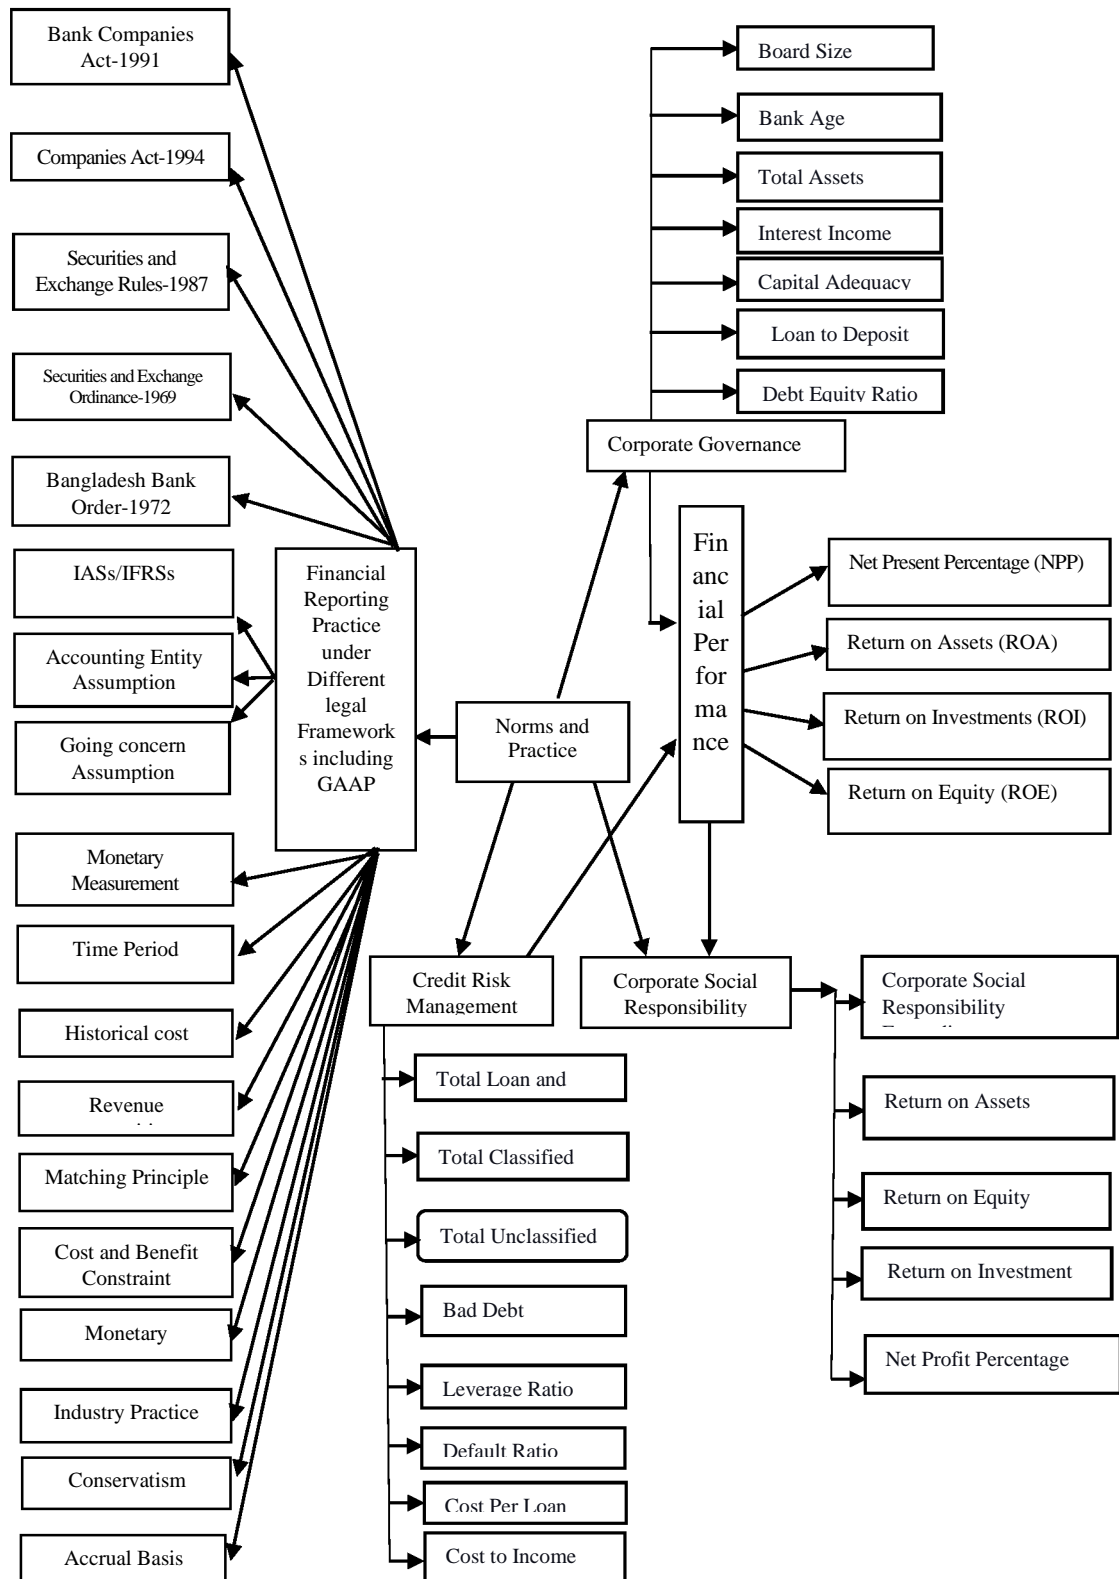 Bank Companies
Act-1991
Companies Act-1994
Securities and
Exchange Rules-1987
Securities and Exchange
Ordinance-1969
Bangladesh Bank
Order-1972
IASs/IFRSs
Accounting Entity
Assumption
Going concern
Assumption
Monetary
Measurement
Time Period
Historical cost
Revenue
Matching Principle
Cost and Benefit
Constraint
Monetary
Industry Practice
Conservatism
Accrual Basis
Financial
Reporting
Practice
under
Different
legal
Framework
s including
GAAP
Norms and
Practice
Board Size
Bank Age
Total Assets
Interest Income
Capital Adequacy
Loan to Deposit
Debt Equity Ratio
Corporate Governance
Fin
anc
ial
Per
for
ma
nce
Net Present Percentage (NPP)
Return on Assets (ROA)
Return on Investments (ROI)
Return on Equity (ROE)
Credit Risk
Management
Total Loan and
Total Classified
Total Unclassified
Bad Debt
Leverage Ratio
Default Ratio
Cost Per Loan
Cost to Income
Corporate Social
Responsibility
Corporate Social
Responsibility
Return on Assets
Return on Equity
Return on Investment
Net Profit Percentage